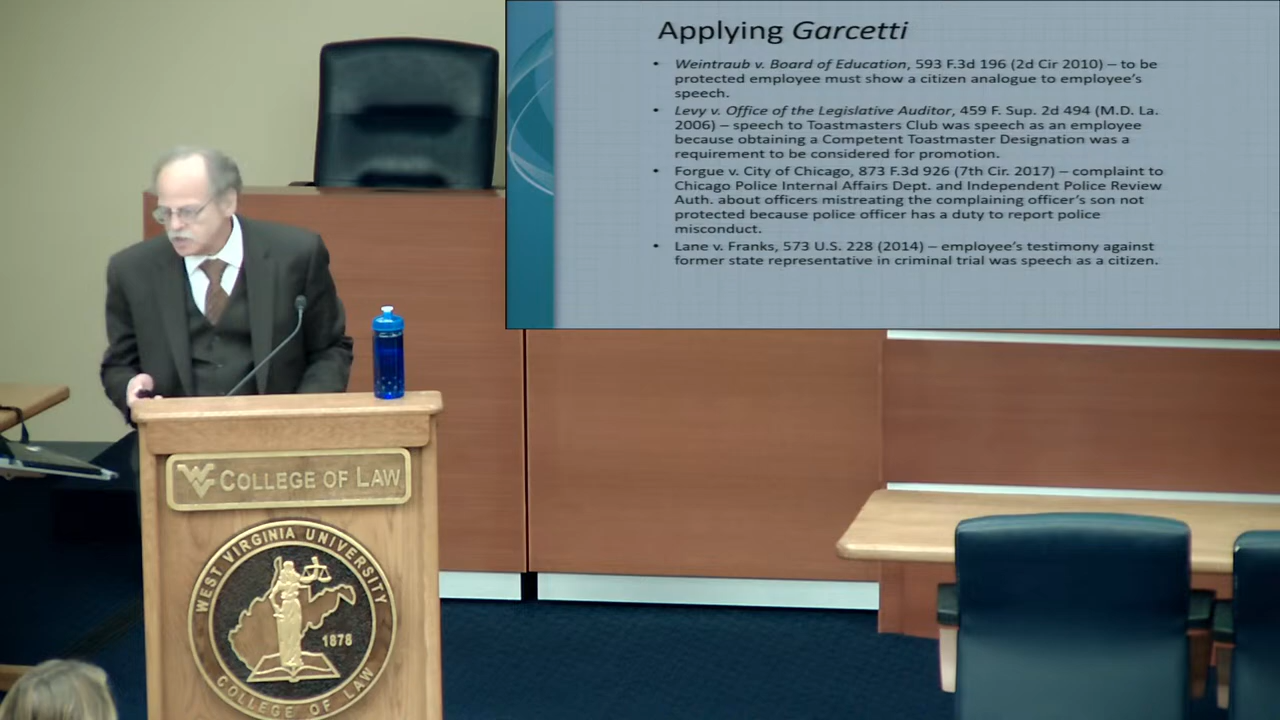 Applying Garcetti
• Weintraub v. Board of Education, 593 F.3d 196 (2d Cir 2010) – to be
protected employee must show a citizen analogue to employee's
speech.
• Levy v. Office of the Legislative Auditor, 459 F. Sup. 2d 494 (M.D. La.
2006) – speech to Toastmasters Club was speech as an employee
because obtaining a Competent Toastmaster Designation was a
requirement to be considered for promotion.
• Forgue v. City of Chicago, 873 F.3d 926 (7th Cir. 2017) – complaint to
Chicago Police Internal Affairs Dept. and Independent Police Review
Auth. about officers mistreating the complaining officer's son not
protected because police officer has a duty to report police
misconduct.
• Lane v. Franks, 573 U.S. 228 (2014) – employee's testimony against
former state representative in criminal trial was speech as a citizen.
WV COLLEGE OF LAW
WEST VIRGINIA UNIVERSITY
1878
COLLEGE OF LAW